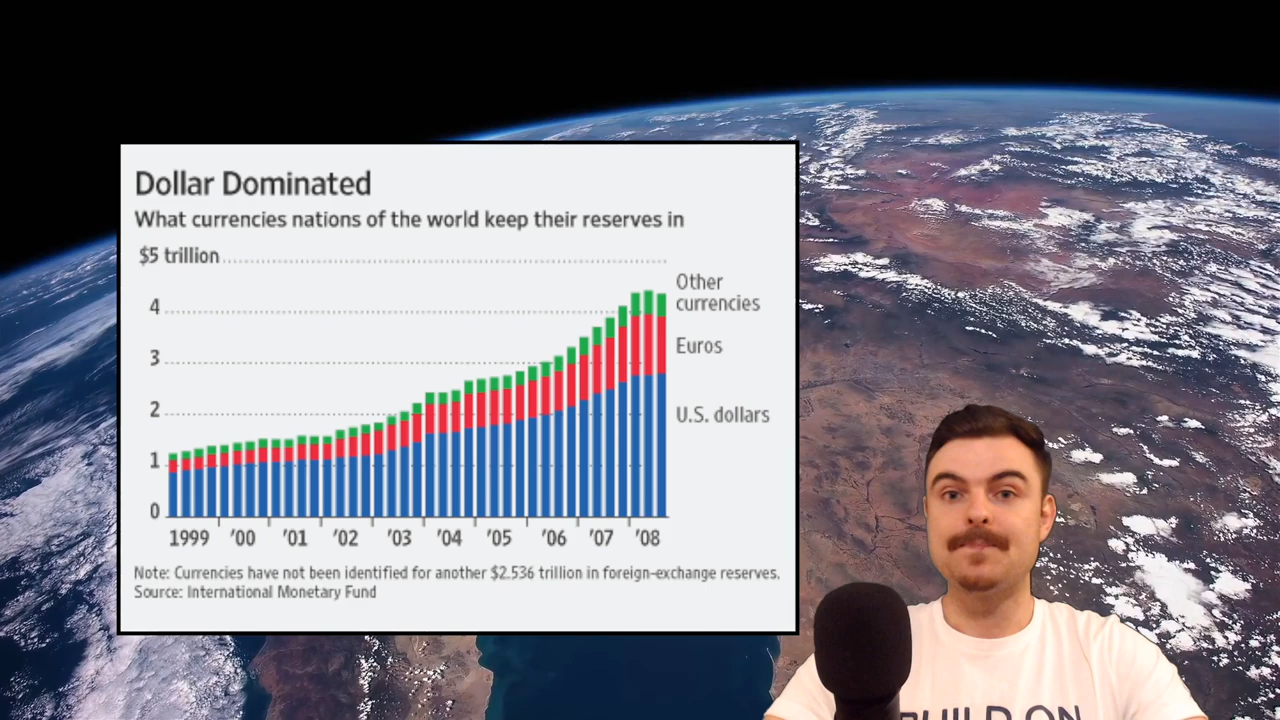 Dollar Dominated
What currencies nations of the world keep their reserves in
$5 trillion
4
3
2
1
0
Other
currencies
Euros
U.S. dollars
1999 '00 '01 '02 '03 '04 '05 '06 '07 '08
Note: Currencies have not been identified for another $2.536 trillion in foreign-exchange reserves.
Source: International Monetary Fund
BUILD ON